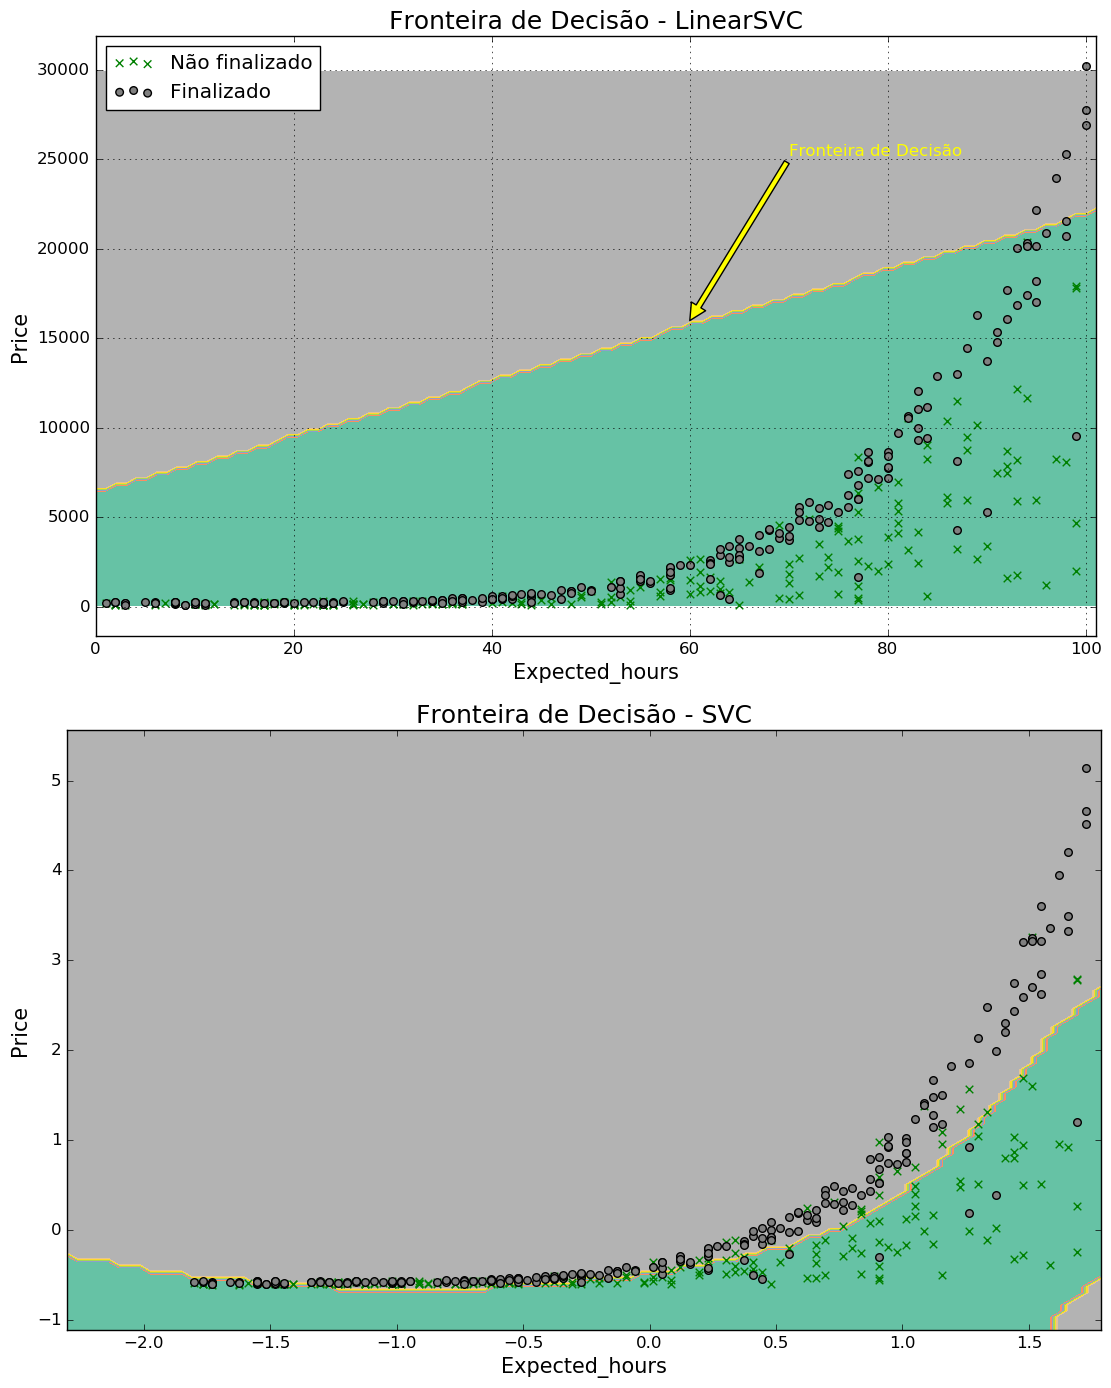 Fronteira de Decisão - LinearSVC
Não finalizado
Finalizado
Fronteira de Decisão
30000
25000
20000
15000
10000
5000
0
Price
0 20 40 60 80 100
Expected_hours
Fronteira de Decisão - SVC
5
4
3
2
1
0
−1
Price
−2.0 −1.5 −1.0 −0.5 0.0 0.5 1.0 1.5
Expected_hours